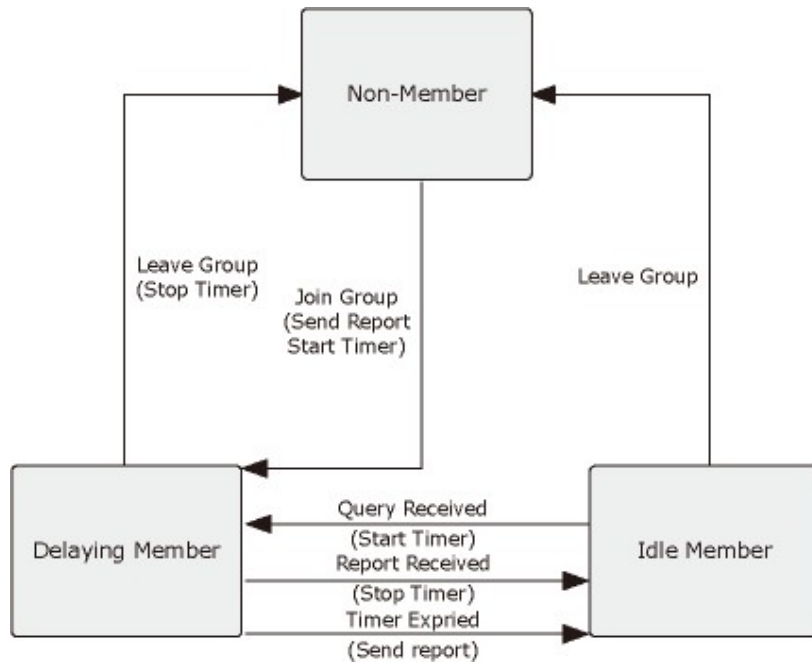 Non-Member
Leave Group
(Stop Timer)
Join Group
(Send Report
Start Timer)
Leave Group
Delaying Member
Query Received
(Start Timer)
Report Received
(Stop Timer)
Timer Expried
(Send report)
Idle Member